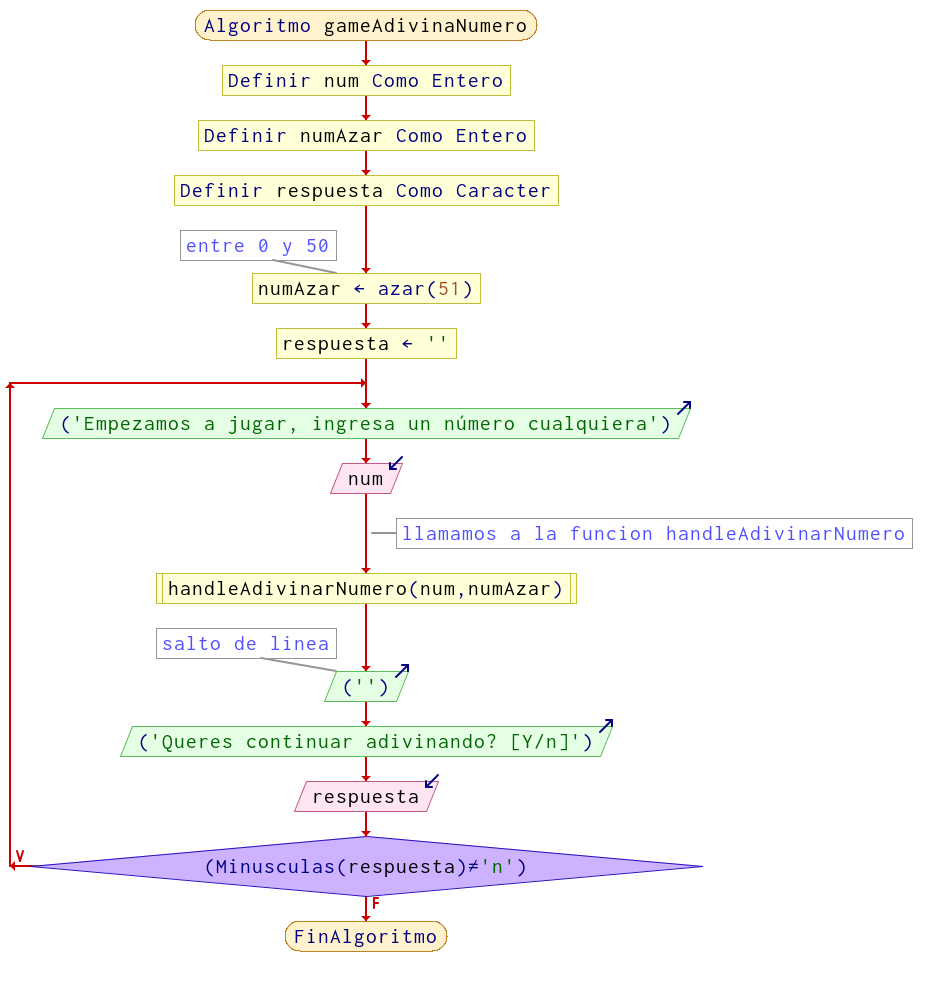 Algoritmo gameAdivinaNumero
Definir num Como Entero
Definir numAzar Como Entero
Definir respuesta Como Caracter
entre 0 y 50
numAzar ← azar(51)
respuesta ← ''
('Empezamos a jugar, ingresa un número cualquiera')
num
llamamos a la funcion handleAdivinarNumero
handleAdivinarNumero(num,numAzar)
salto de linea
('')
('Queres continuar adivinando? [Y/n]')
respuesta
V
(Minusculas(respuesta)≠'n')
F
FinAlgoritmo